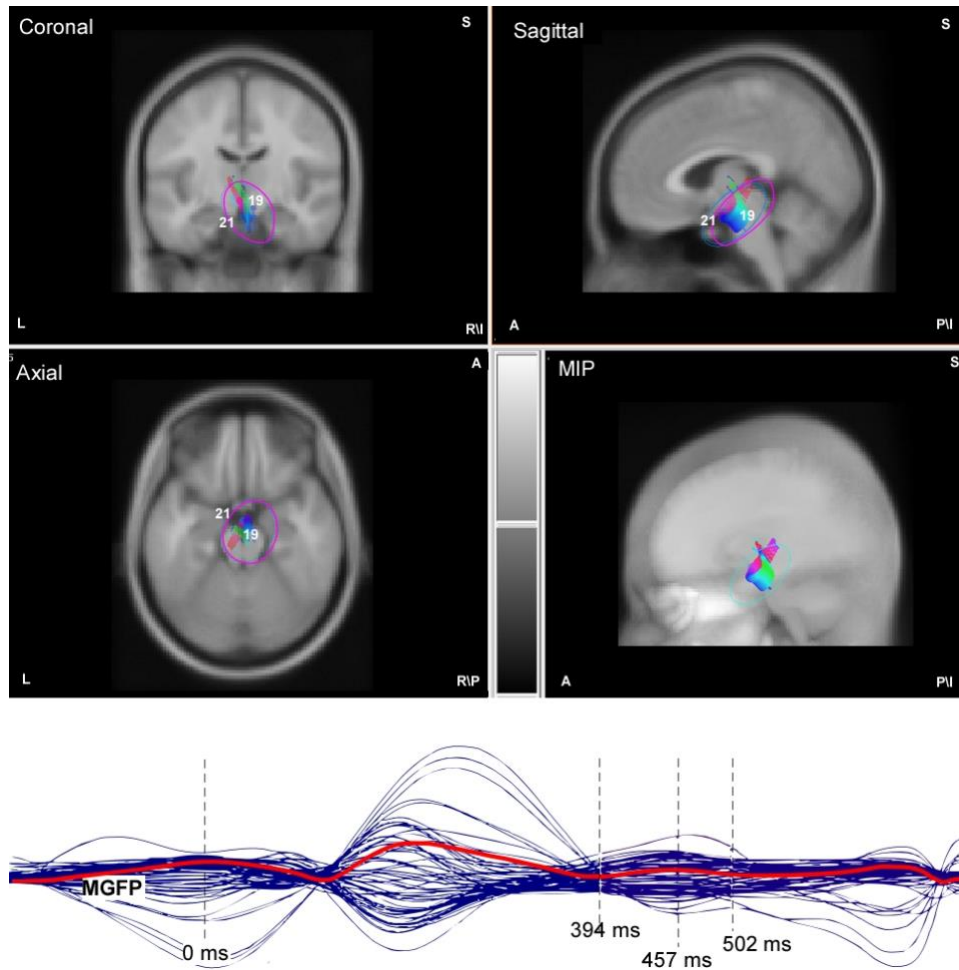 Coronal
S
19
21
L
R\I
Sagittal
S
21
19
A
P\I
Axial
A
21
19
L
R\P
MIP
S
A
P\I
MGFP
0 ms
394 ms
457 ms
502 ms